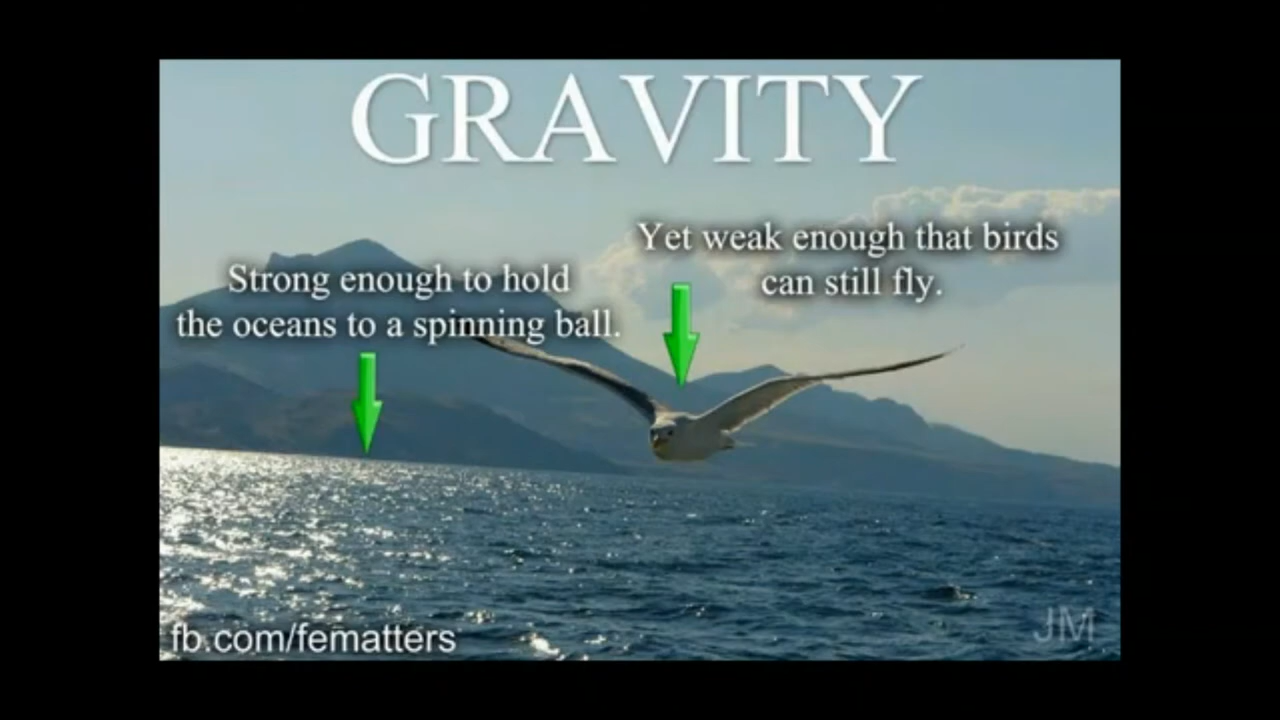 GRAVITY
Yet weak enough that birds
can still fly.
Strong enough to hold
the oceans to a spinning ball.
fb.com/fematters
JM